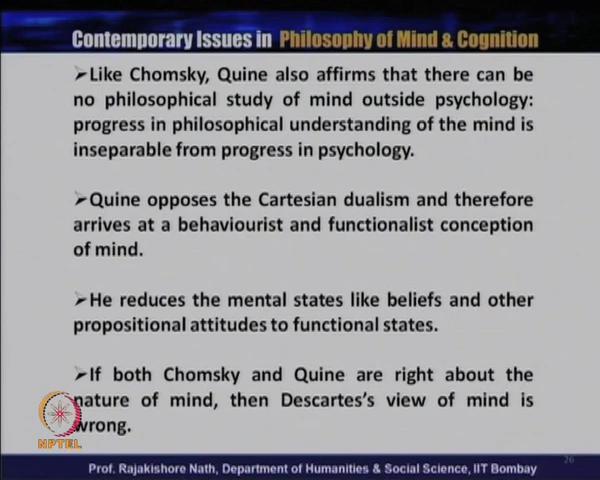 Contemporary Issues in Philosophy of Mind & Cognition
➢Like Chomsky, Quine also affirms that there can be
no philosophical study of mind outside psychology:
progress in philosophical understanding of the mind is
inseparable from progress in psychology.
➢Quine opposes the Cartesian dualism and therefore
arrives at a behaviourist and functionalist conception
of mind.
➢He reduces the mental states like beliefs and other
propositional attitudes to functional states.
➢If both Chomsky and Quine are right about the
nature of mind, then Descartes's view of mind is
wrong.
NPTEL
26
Prof. Rajakishore Nath, Department of Humanities & Social Science, IIT Bombay